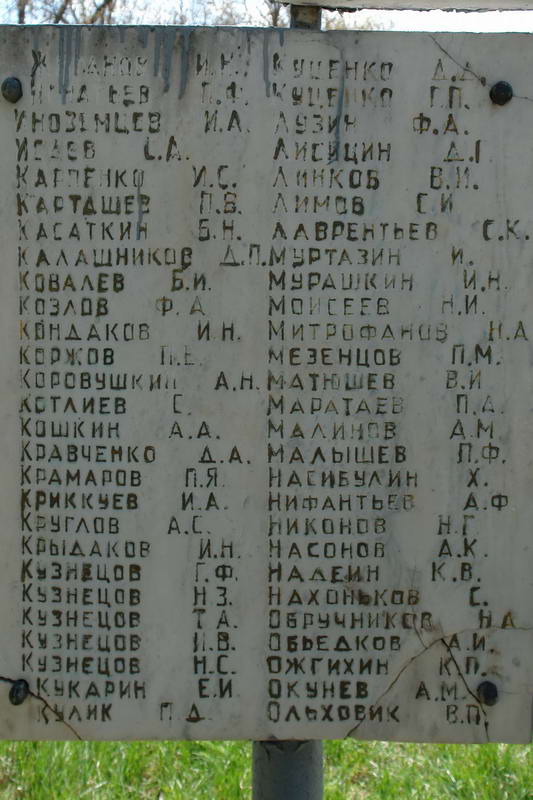 И.Н.
П.Ф.
ИНОЗЕМЦЕВ И.А.
ИСАЕВ С.А.
КАРПЕНКО И.С.
КАРТАШЕВ П.В.
КАСАТКИН Б.Н.
КАЛАШНИКОВ Д.П.
КОВАЛЕВ Б.И.
КОЗЛОВ Ф.А
КОНДАКОВ И.Н.
КОРЖОВ П.Е.
КОРОВУШКИН А.Н.
КОТЛИЕВ С.
КОШКИН А.А.
КРАВЧЕНКО Д.А.
КРАМАРОВ П.Я.
КРИККУЕВ И.А.
КРУГЛОВ А.С.
КРЫДАКОВ И.Н.
КУЗНЕЦОВ Г.Ф.
КУЗНЕЦОВ Н.З.
КУЗНЕЦОВ Т.А.
КУЗНЕЦОВ П.В.
КУЗНЕЦОВ Н.С.
КУКАРИН Е.И
КУЛИК П.Д.
КУЦЕНКО Д.Д.
КУЦЕНКО Г.П.
ЛУЗИН Ф.А.
ЛИСИЦИН
ЛИНКОВ В.И.
ЛИМОВ С.И
ЛАВРЕНТЬЕВ С.К.
МУРТАЗИН И.
МУРАШКИН И.Н.
МОИСЕЕВ Н.И.
МИТРОФАНОВ Н.А
МЕЗЕНЦОВ П.М.
МАТЮШЕВ В.И
МАРАТАЕВ П.А.
МАЛИНОВ А.М.
МАЛЫШЕВ П.Ф.
НАСИБУЛИН Х.
НИФАНТЬЕВ А.Ф
НИКОНОВ Н.Г.
НАСОНОВ А.К.
НАДЕИН К.В.
НАХОНЬКОВ С.
ОБРУЧНИКОВ Н.А.
ОБЬЕДКОВ А.И.
ОЖГИХИН К.П.
ОКУНЕВ А.М.
ОЛЬХОВИК В.П.